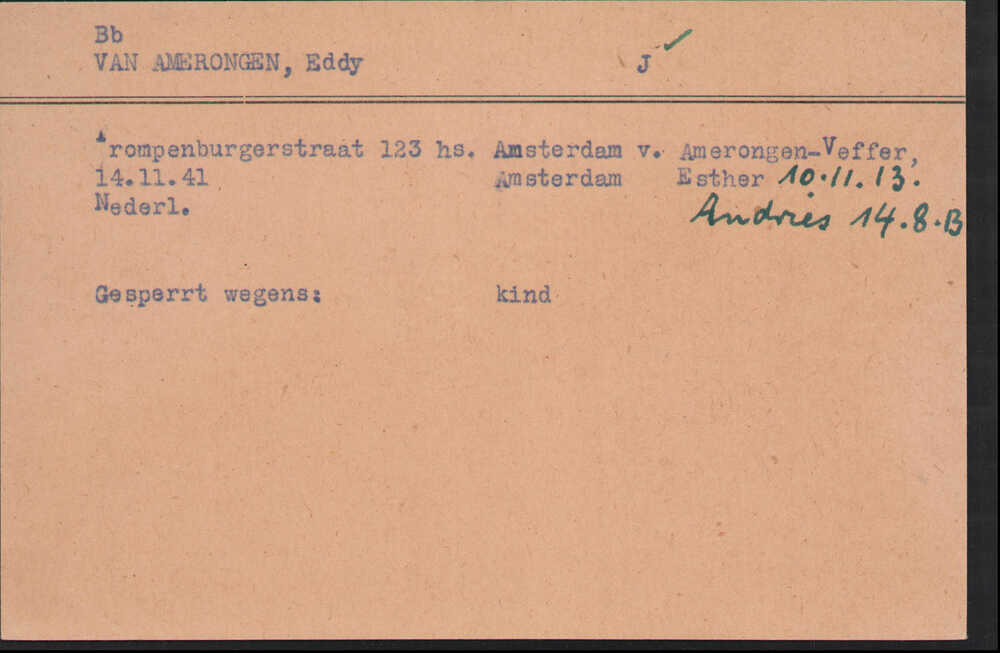 Bb
VAN AMERONGEN, Eddy J
Trompenburgerstraat 123 hs. Amsterdam v. Amerongen-Veffer,
14.11.41 Amsterdam Esther 10.11.13.
Nederl. Andries 14.8.13
Gesperrt wegens: kind